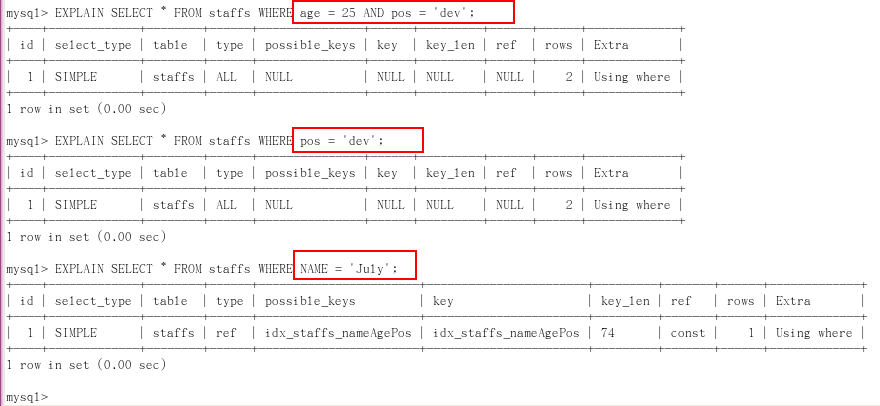 mysql> EXPLAIN SELECT * FROM staffs WHERE age = 25 AND pos = 'dev';
| id | select_type | table | type | possible_keys | key | key_len | ref | rows | Extra |
| 1 | SIMPLE | staffs | ALL | NULL | NULL | NULL | NULL | 2 | Using where |
1 row in set (0.00 sec)
mysql> EXPLAIN SELECT * FROM staffs WHERE pos = 'dev';
| id | select_type | table | type | possible_keys | key | key_len | ref | rows | Extra |
| 1 | SIMPLE | staffs | ALL | NULL | NULL | NULL | NULL | 2 | Using where |
1 row in set (0.00 sec)
mysql> EXPLAIN SELECT * FROM staffs WHERE NAME = 'July';
| id | select_type | table | type | possible_keys | key | key_len | ref | rows | Extra |
| 1 | SIMPLE | staffs | ref | idx_staffs_nameAgePos | idx_staffs_nameAgePos | 74 | const | 1 | Using where |
1 row in set (0.00 sec)
mysql>